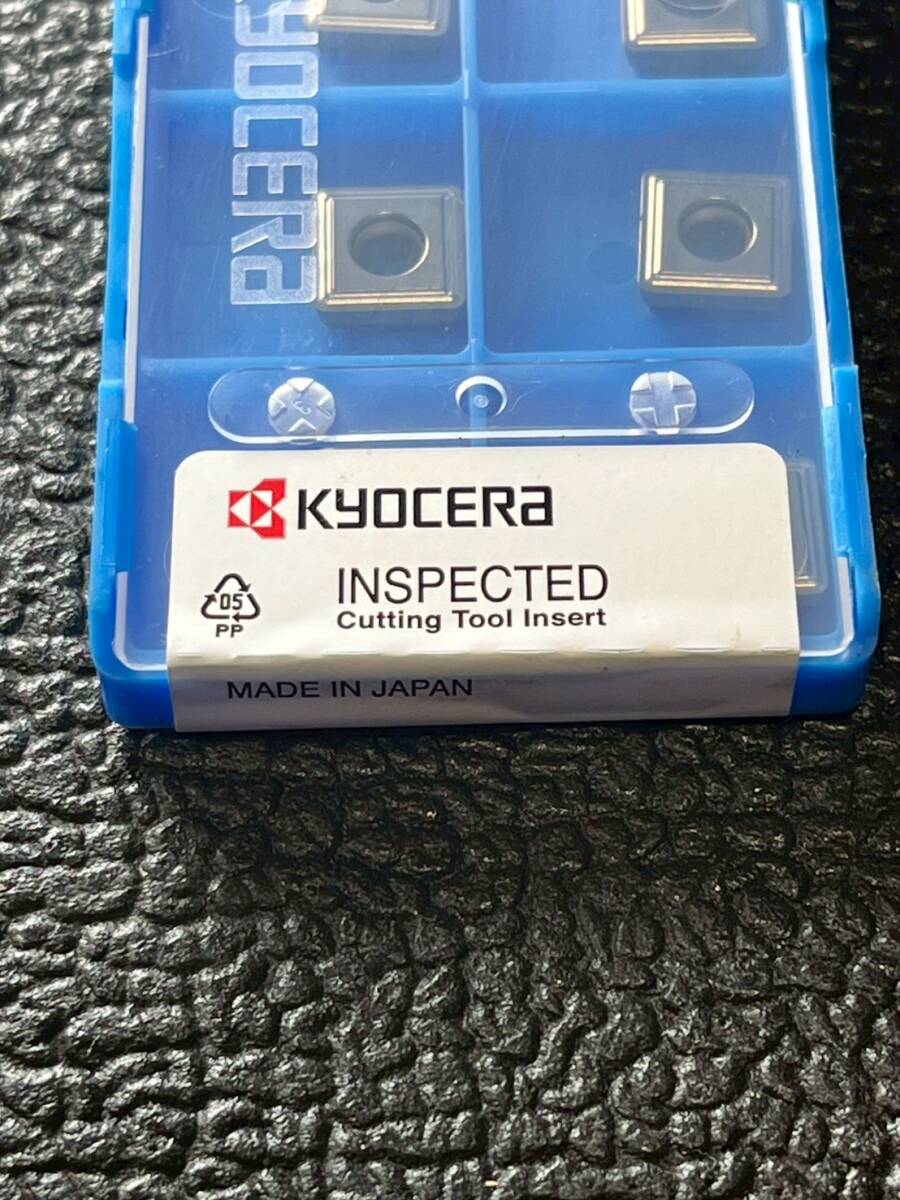 KYOCERA
KYOCERA
INSPECTED
Cutting Tool Insert
05
PP
MADE IN JAPAN